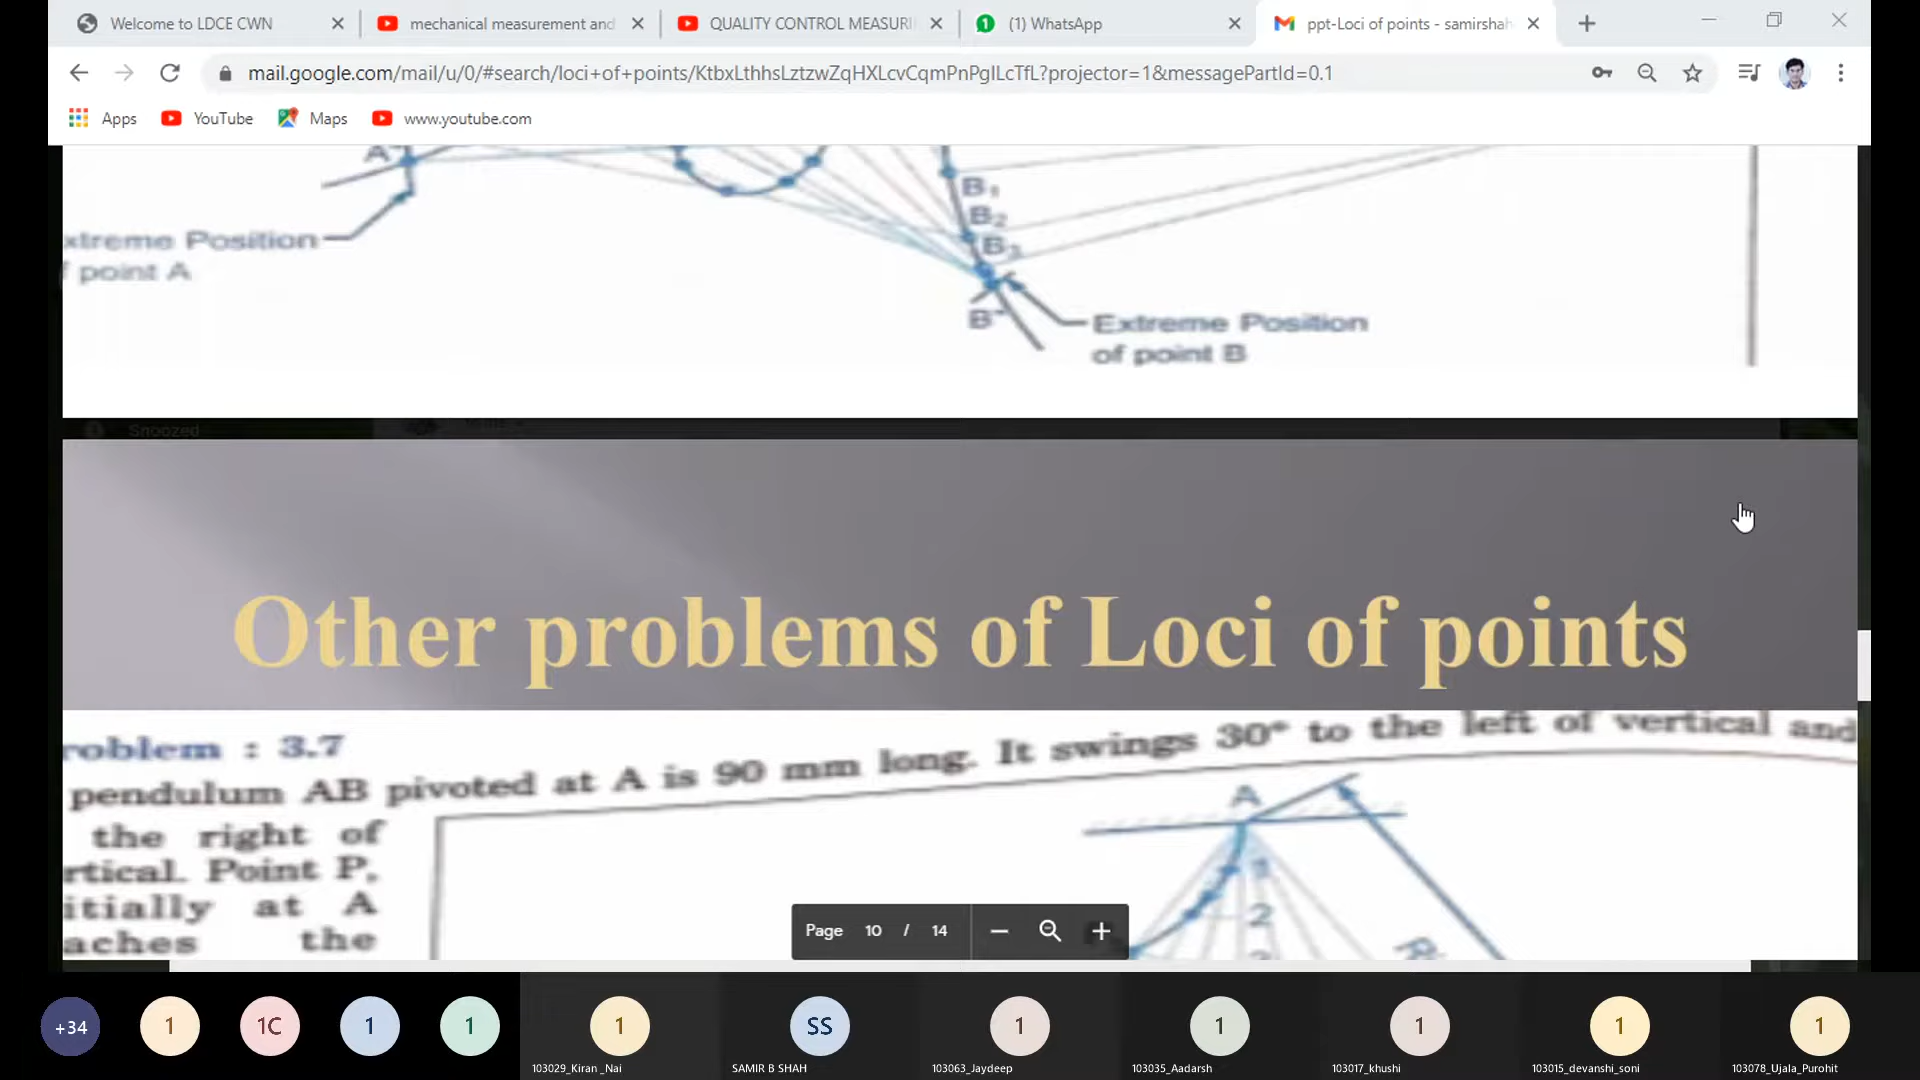 Welcome to LDCE CWN
mechanical measurement and
QUALITY CONTROL MEASURI
(1) WhatsApp
ppt-Loci of points - samirshah
mail.google.com/mail/u/0/#search/loci+of+points/KtbxLthhsLztzwZqHXLcvCqmPnPgILcTfL?projector=1&messagePartId=0.1
Apps
YouTube
Maps
www.youtube.com
A
B1
B2
B3
xtreme Position
f point A
B
Extreme Position
of point B
Snoozed
Other problems of Loci of points
roblem : 3.7
pendulum AB pivoted at A is 90 mm long. It swings 30° to the left of vertical and
the right of
rtical. Point P,
itially at A
aches the
A
1
2
R
Page 10 / 14
+34
1
1C
1
1
1
SS
1
1
1
1
1
103029_Kiran _Nai
SAMIR B SHAH
103063_Jaydeep
103035_Aadarsh
103017_khushi
103015_devanshi_soni
103078_Ujala_Purohit